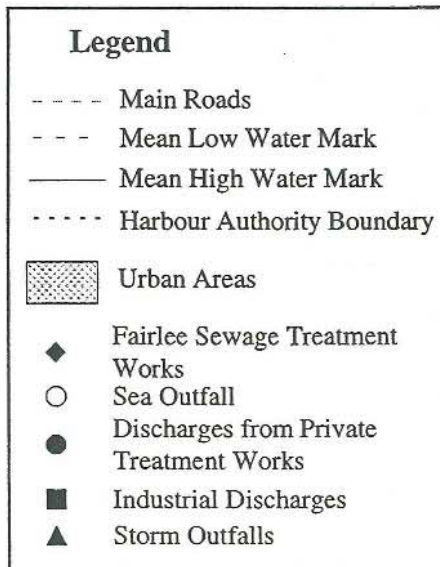 Legend
Main Roads
Mean Low Water Mark
Mean High Water Mark
Harbour Authority Boundary
Urban Areas
Fairlee Sewage Treatment
Works
Sea Outfall
Discharges from Private
Treatment Works
Industrial Discharges
Storm Outfalls